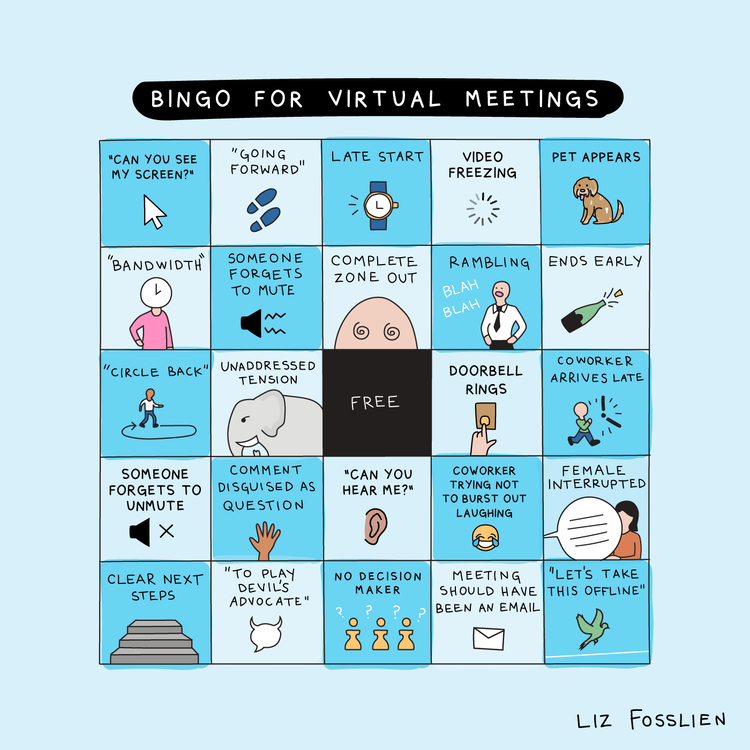 BINGO FOR VIRTUAL MEETINGS
"CAN YOU SEE
MY SCREEN?"
"GOING
FORWARD"
LATE START
VIDEO
FREEZING
PET APPEARS
"BANDWIDTH"
SOMEONE
FORGETS
TO MUTE
COMPLETE
ZONE OUT
RAMBLING
BLAH
BLAH
ENDS EARLY
"CIRCLE BACK"
UNADDRESSED
TENSION
FREE
DOORBELL
RINGS
COWORKER
ARRIVES LATE
SOMEONE
FORGETS TO
UNMUTE
COMMENT
DISGUISED AS
QUESTION
"CAN YOU
HEAR ME?"
COWORKER
TRYING NOT
TO BURST OUT
LAUGHING
FEMALE
INTERRUPTED
CLEAR NEXT
STEPS
"TO PLAY
DEVIL'S
ADVOCATE"
NO DECISION
MAKER
? ? ? ?
MEETING
SHOULD HAVE
BEEN AN EMAIL
"LET'S TAKE
THIS OFFLINE"
LIZ FOSSLIEN